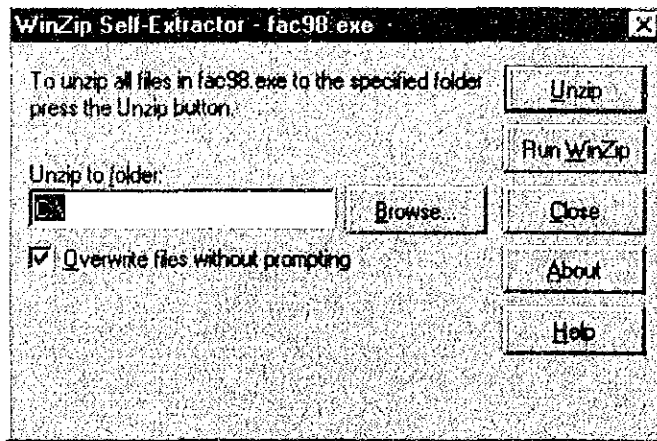 WinZip Self-Extractor - fac98.exe
To unzip all files in fac98.exe to the specified folder
press the Unzip button.
Unzip to folder:
C:\
Browse...
Overwrite files without prompting
Unzip
Run WinZip
Close
About
Help